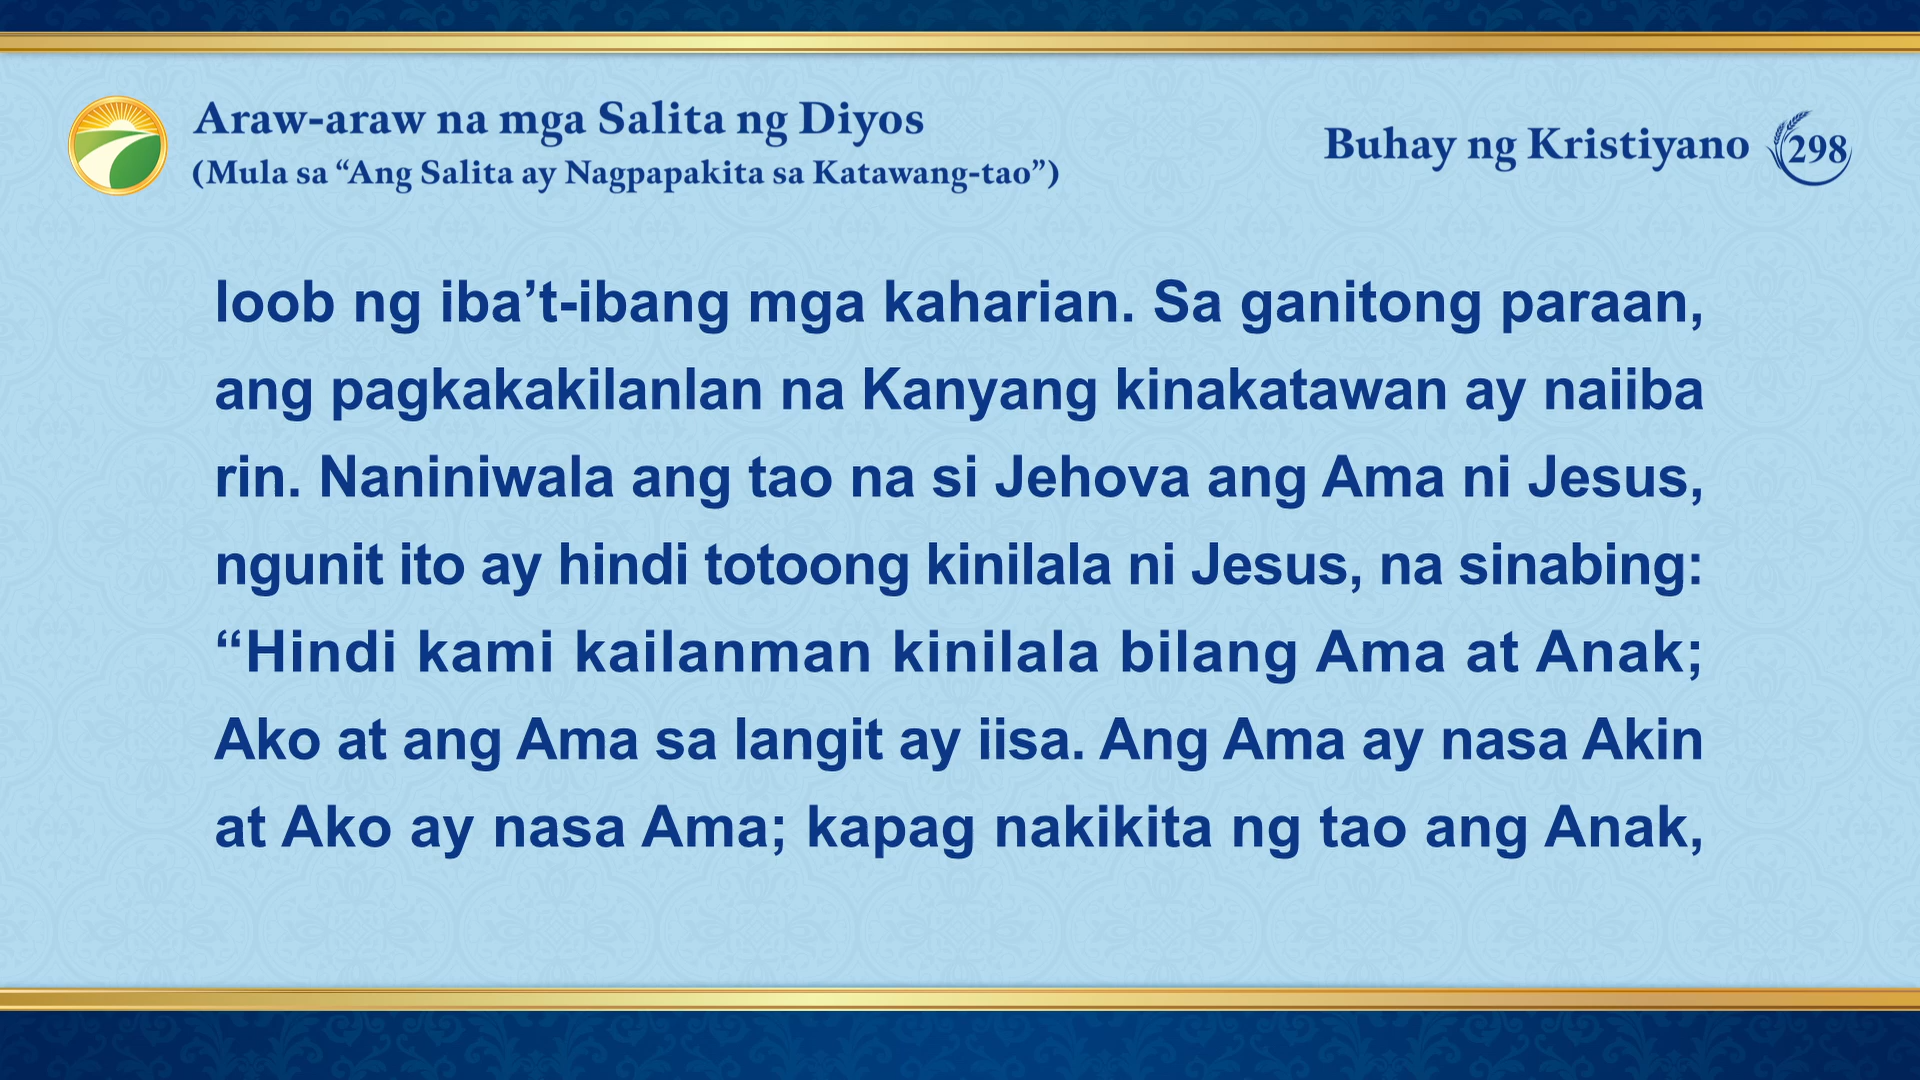 Araw-araw na mga Salita ng Diyos
(Mula sa “Ang Salita ay Nagpapakita sa Katawang-tao”)
Buhay ng Kristiyano 298
loob ng iba’t-ibang mga kaharian. Sa ganitong paraan,
ang pagkakakilanlan na Kanyang kinakatawan ay naiiba
rin. Naniniwala ang tao na si Jehova ang Ama ni Jesus,
ngunit ito ay hindi totoong kinilala ni Jesus, na sinabing:
“Hindi kami kailanman kinilala bilang Ama at Anak;
Ako at ang Ama sa langit ay iisa. Ang Ama ay nasa Akin
at Ako ay nasa Ama; kapag nakikita ng tao ang Anak,